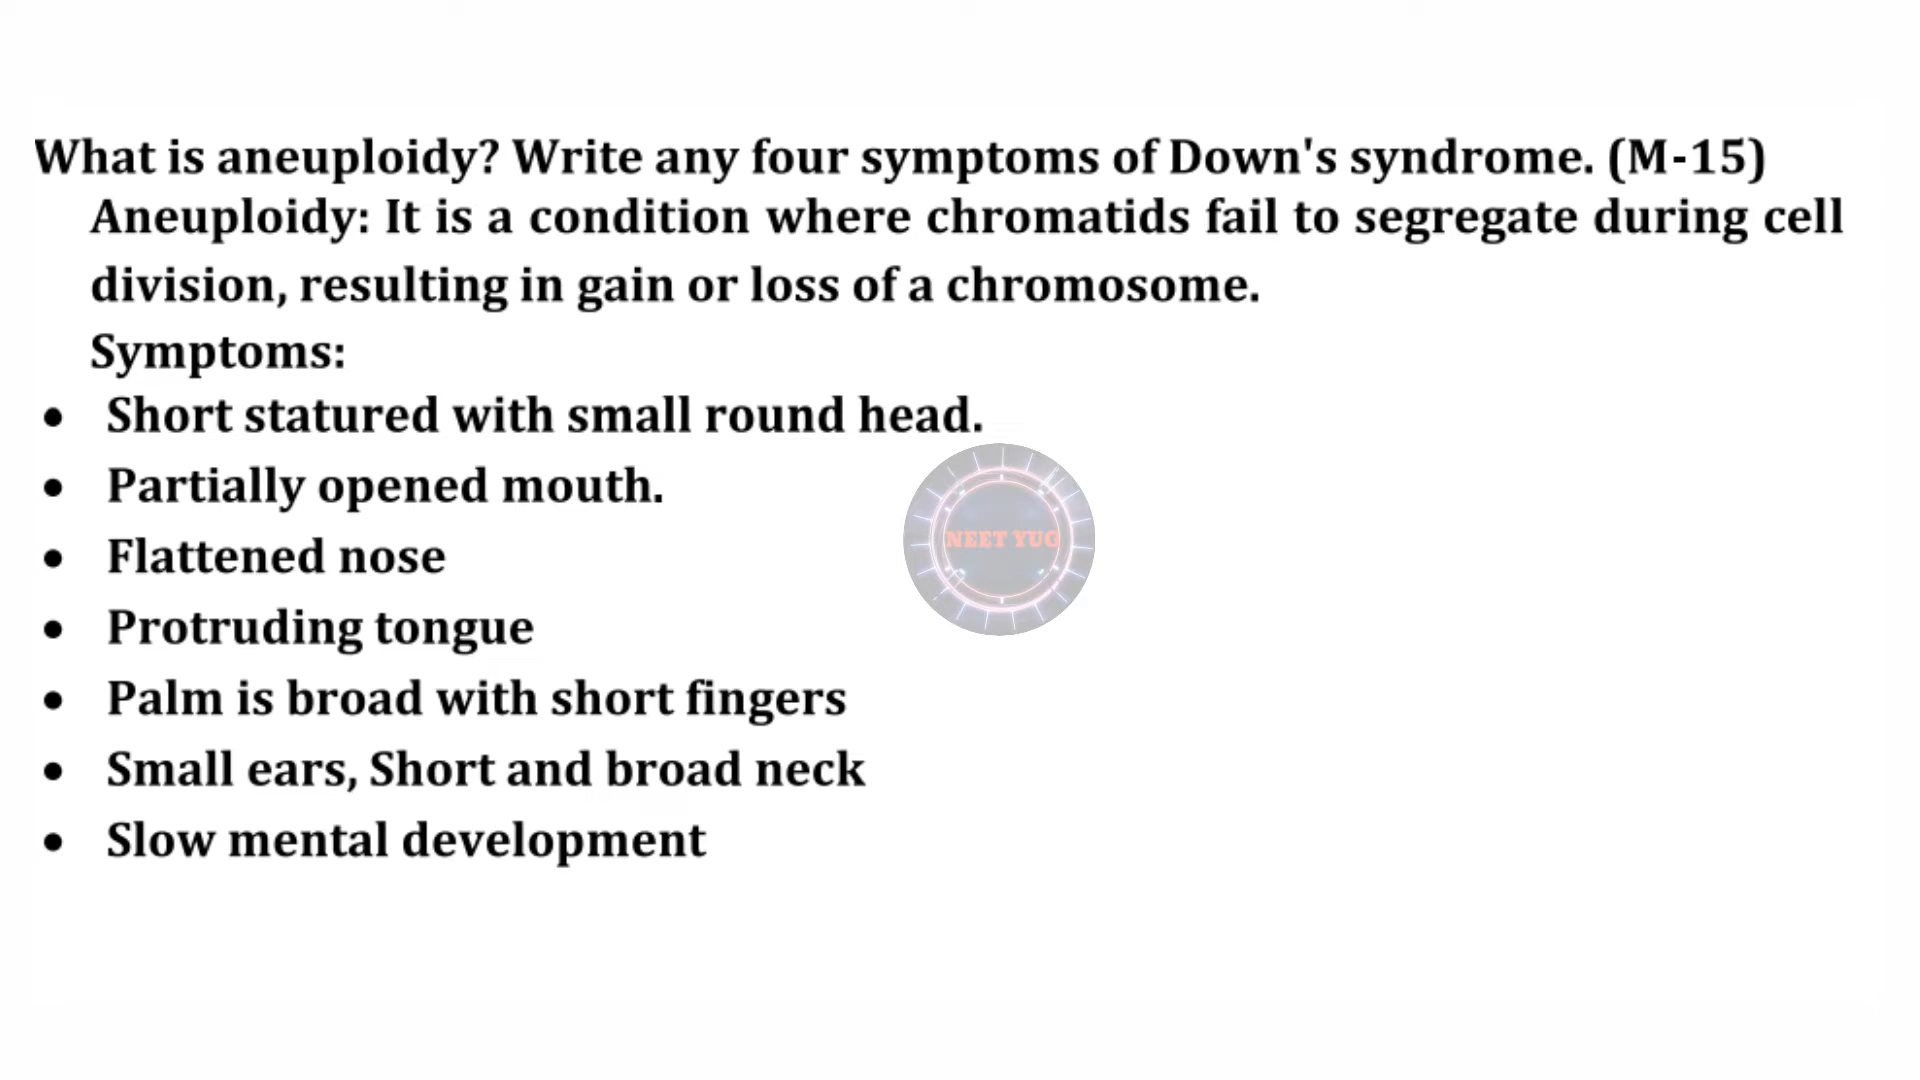 What is aneuploidy? Write any four symptoms of Down's syndrome. (M-15)
Aneuploidy: It is a condition where chromatids fail to segregate during cell
division, resulting in gain or loss of a chromosome.
Symptoms:
• Short statured with small round head.
• Partially opened mouth.
• Flattened nose
NEET YUG
• Protruding tongue
• Palm is broad with short fingers
• Small ears, Short and broad neck
• Slow mental development